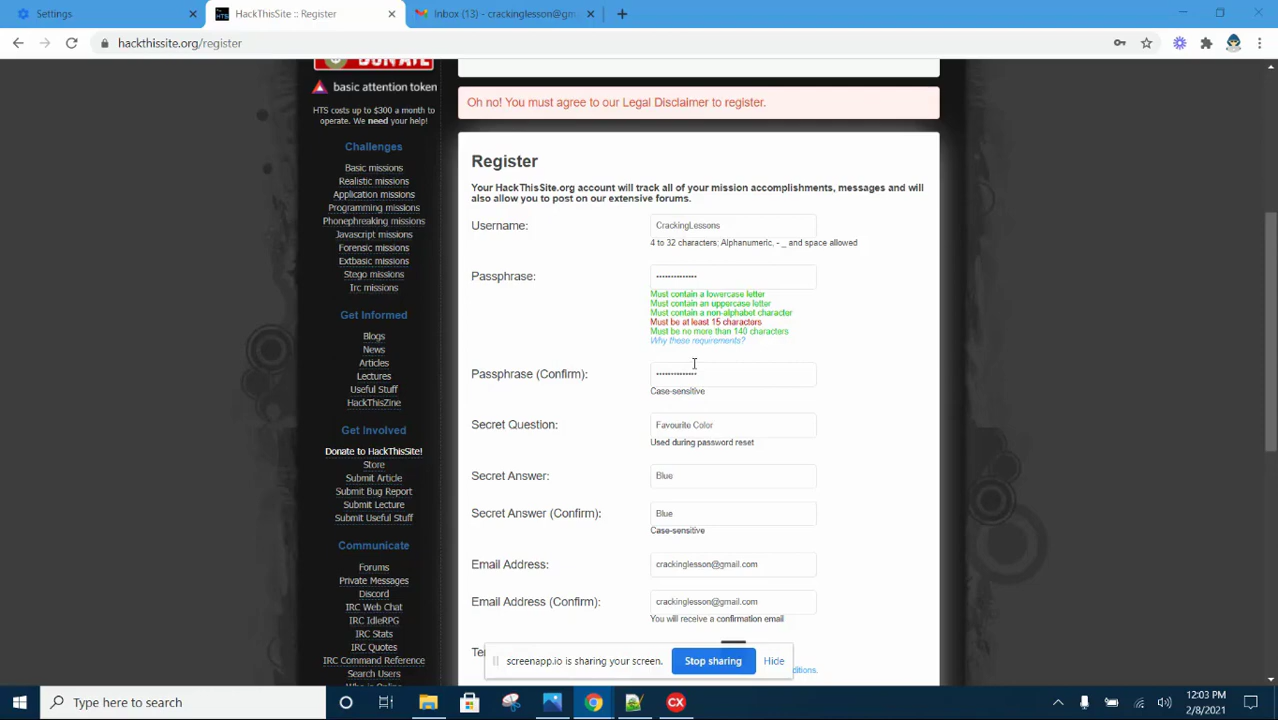 Settings
HackThisSite :: Register
Inbox (13) - crackinglesson@gm
hackthissite.org/register
DONATE
basic attention token
HTS costs up to $300 a month to
operate. We need your help!
Challenges
Basic missions
Realistic missions
Application missions
Programming missions
Phonephreaking missions
Javascript missions
Forensic missions
Extbasic missions
Stego missions
Irc missions
Get Informed
Blogs
News
Articles
Lectures
Useful Stuff
HackThisZine
Get Involved
Donate to HackThisSite!
Store
Submit Article
Submit Bug Report
Submit Lecture
Submit Useful Stuff
Communicate
Forums
Private Messages
Discord
IRC Web Chat
IRC IdleRPG
IRC Stats
IRC Quotes
IRC Command Reference
Search Users
Who is Online
Oh no! You must agree to our Legal Disclaimer to register.
Register
Your HackThisSite.org account will track all of your mission accomplishments, messages and will
also allow you to post on our extensive forums.
Username:
CrackingLessons
4 to 32 characters; Alphanumeric, - _ and space allowed
Passphrase:
••••••••••••••
Must contain a lowercase letter
Must contain an uppercase letter
Must contain a non-alphabet character
Must be at least 15 characters
Must be no more than 140 characters
Why these requirements?
Passphrase (Confirm):
••••••••••••••
Case-sensitive
Secret Question:
Favourite Color
Used during password reset
Secret Answer:
Blue
Secret Answer (Confirm):
Blue
Case-sensitive
Email Address:
crackinglesson@gmail.com
Email Address (Confirm):
crackinglesson@gmail.com
You will receive a confirmation email
screenapp.io is sharing your screen.
Stop sharing
Hide
Type here to search
CX
12:03 PM
2/8/2021